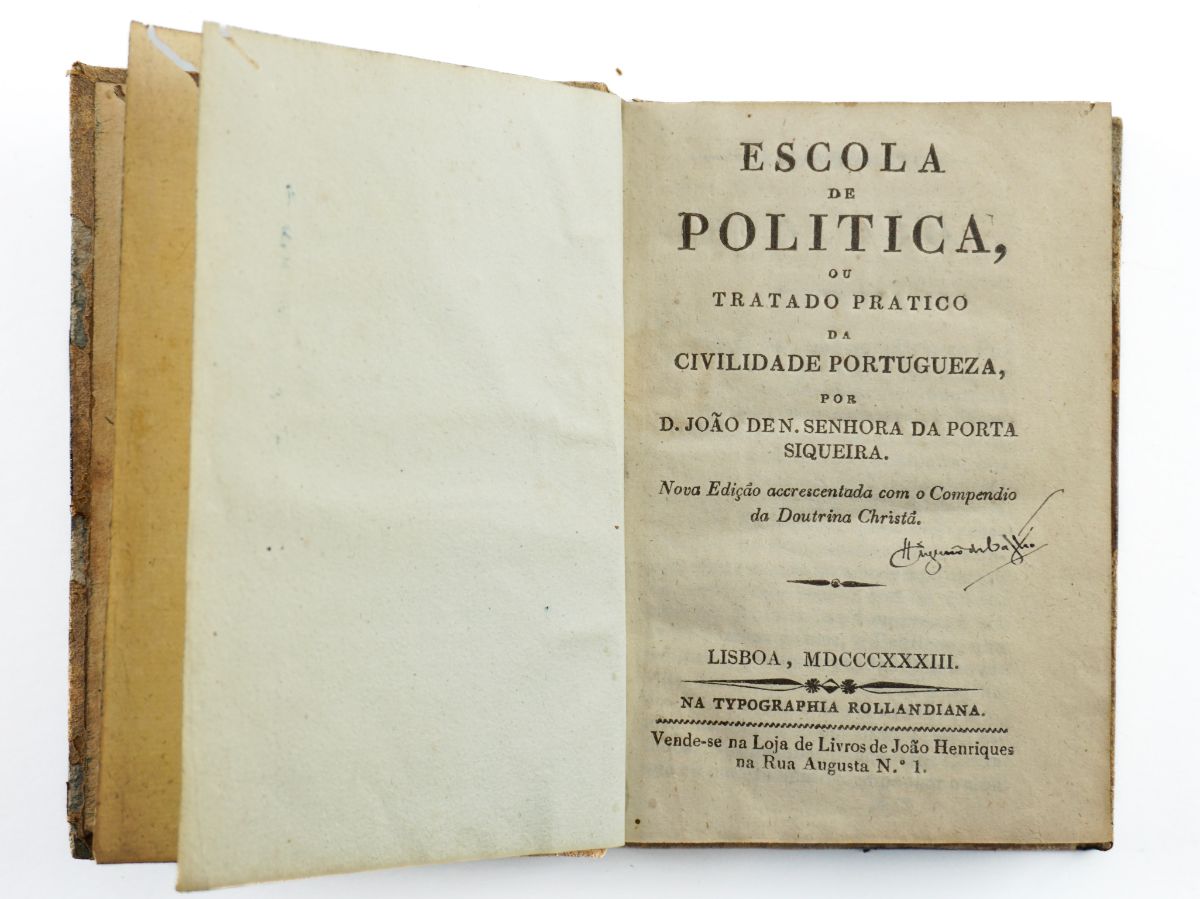 ESCOLA
DE
POLITICA,
OU
TRATADO PRATICO
DA
CIVILIDADE PORTUGUEZA,
POR
D. JOÃO DE N. SENHORA DA PORTA
SIQUEIRA.
Nova Edição accrescentada com o Compendio
da Doutrina Christã.
LISBOA, MDCCCXXXIII.
NA TYPOGRAPHIA ROLLANDIANA.
Vende-se na Loja de Livros de João Henriques
na Rua Augusta N.º 1.